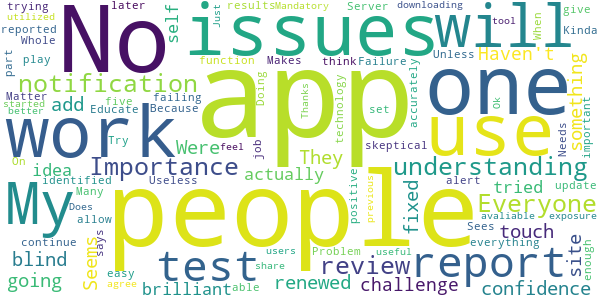 trying
later
No
issues
will
self
downloading
results
Mandatory
Server
give
Kinda
Just
Whole
reported
part
play
function
Makes
think
Failure
When
utilized
Unless
Haven't
tool
app
one
notification
Matter
started
better
five
failing
Because
Educate
add
Doing
technology
accurately
set
important
something
work
Were
They
job
Thanks
Ok
use
On
Try
feel
skeptical
Needs
idea
Importance
understanding
identified
Useless
actually
My
people
Many
Does
allow
positive
previous
fixed
tried
alert
update
Everyone
avaliable
exposure
continue
says
touch
Sees
everything
Seems
blind
test
review
report
site
enough
users
Problem
useful
going
easy
agree
brilliant
able
share
renewed
challenge
confidence